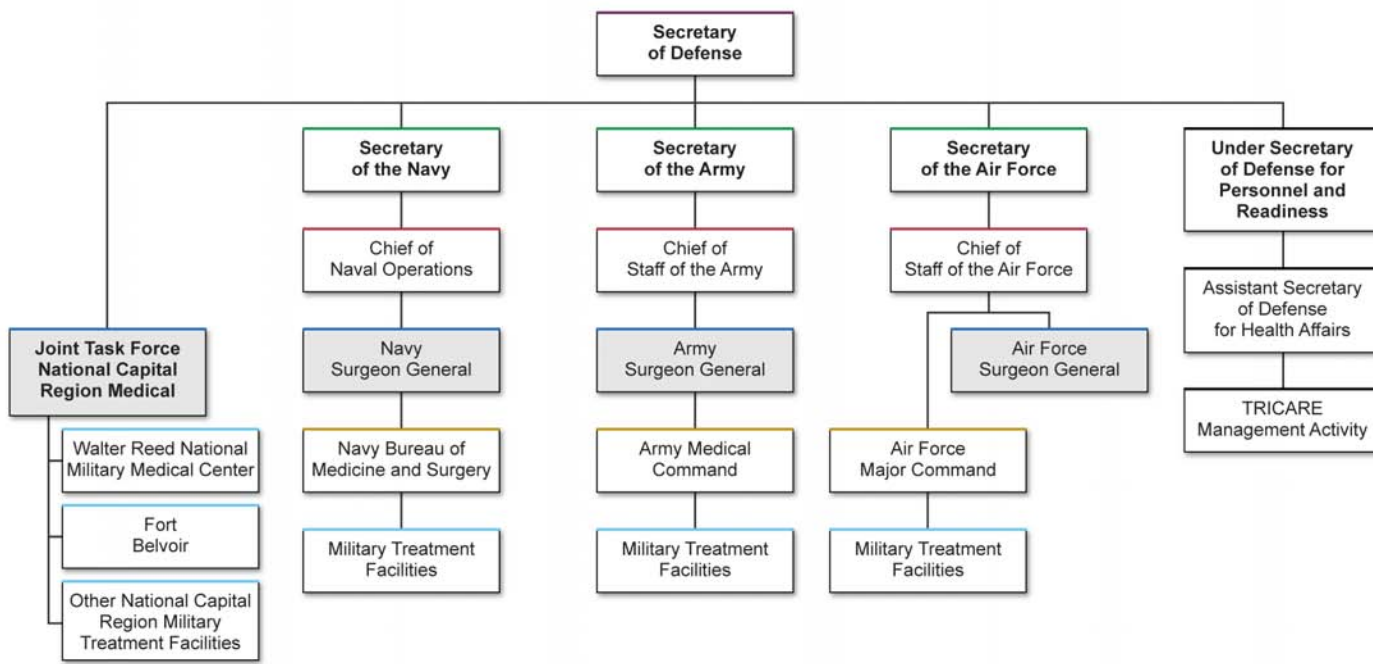 Secretary
of Defense
Secretary
of the Navy
Secretary
of the Army
Secretary
of the Air Force
Under Secretary
of Defense for
Personnel and
Readiness
Chief of
Naval Operations
Chief of
Staff of the Army
Chief of
Staff of the Air Force
Assistant Secretary
of Defense
for Health Affairs
Joint Task Force
National Capital
Region Medical
Navy
Surgeon General
Army
Surgeon General
Air Force
Surgeon General
TRICARE
Management Activity
Walter Reed National
Military Medical Center
Navy Bureau of
Medicine and Surgery
Army Medical
Command
Air Force
Major Command
Fort
Belvoir
Military Treatment
Facilities
Military Treatment
Facilities
Military Treatment
Facilities
Other National Capital
Region Military
Treatment Facilities